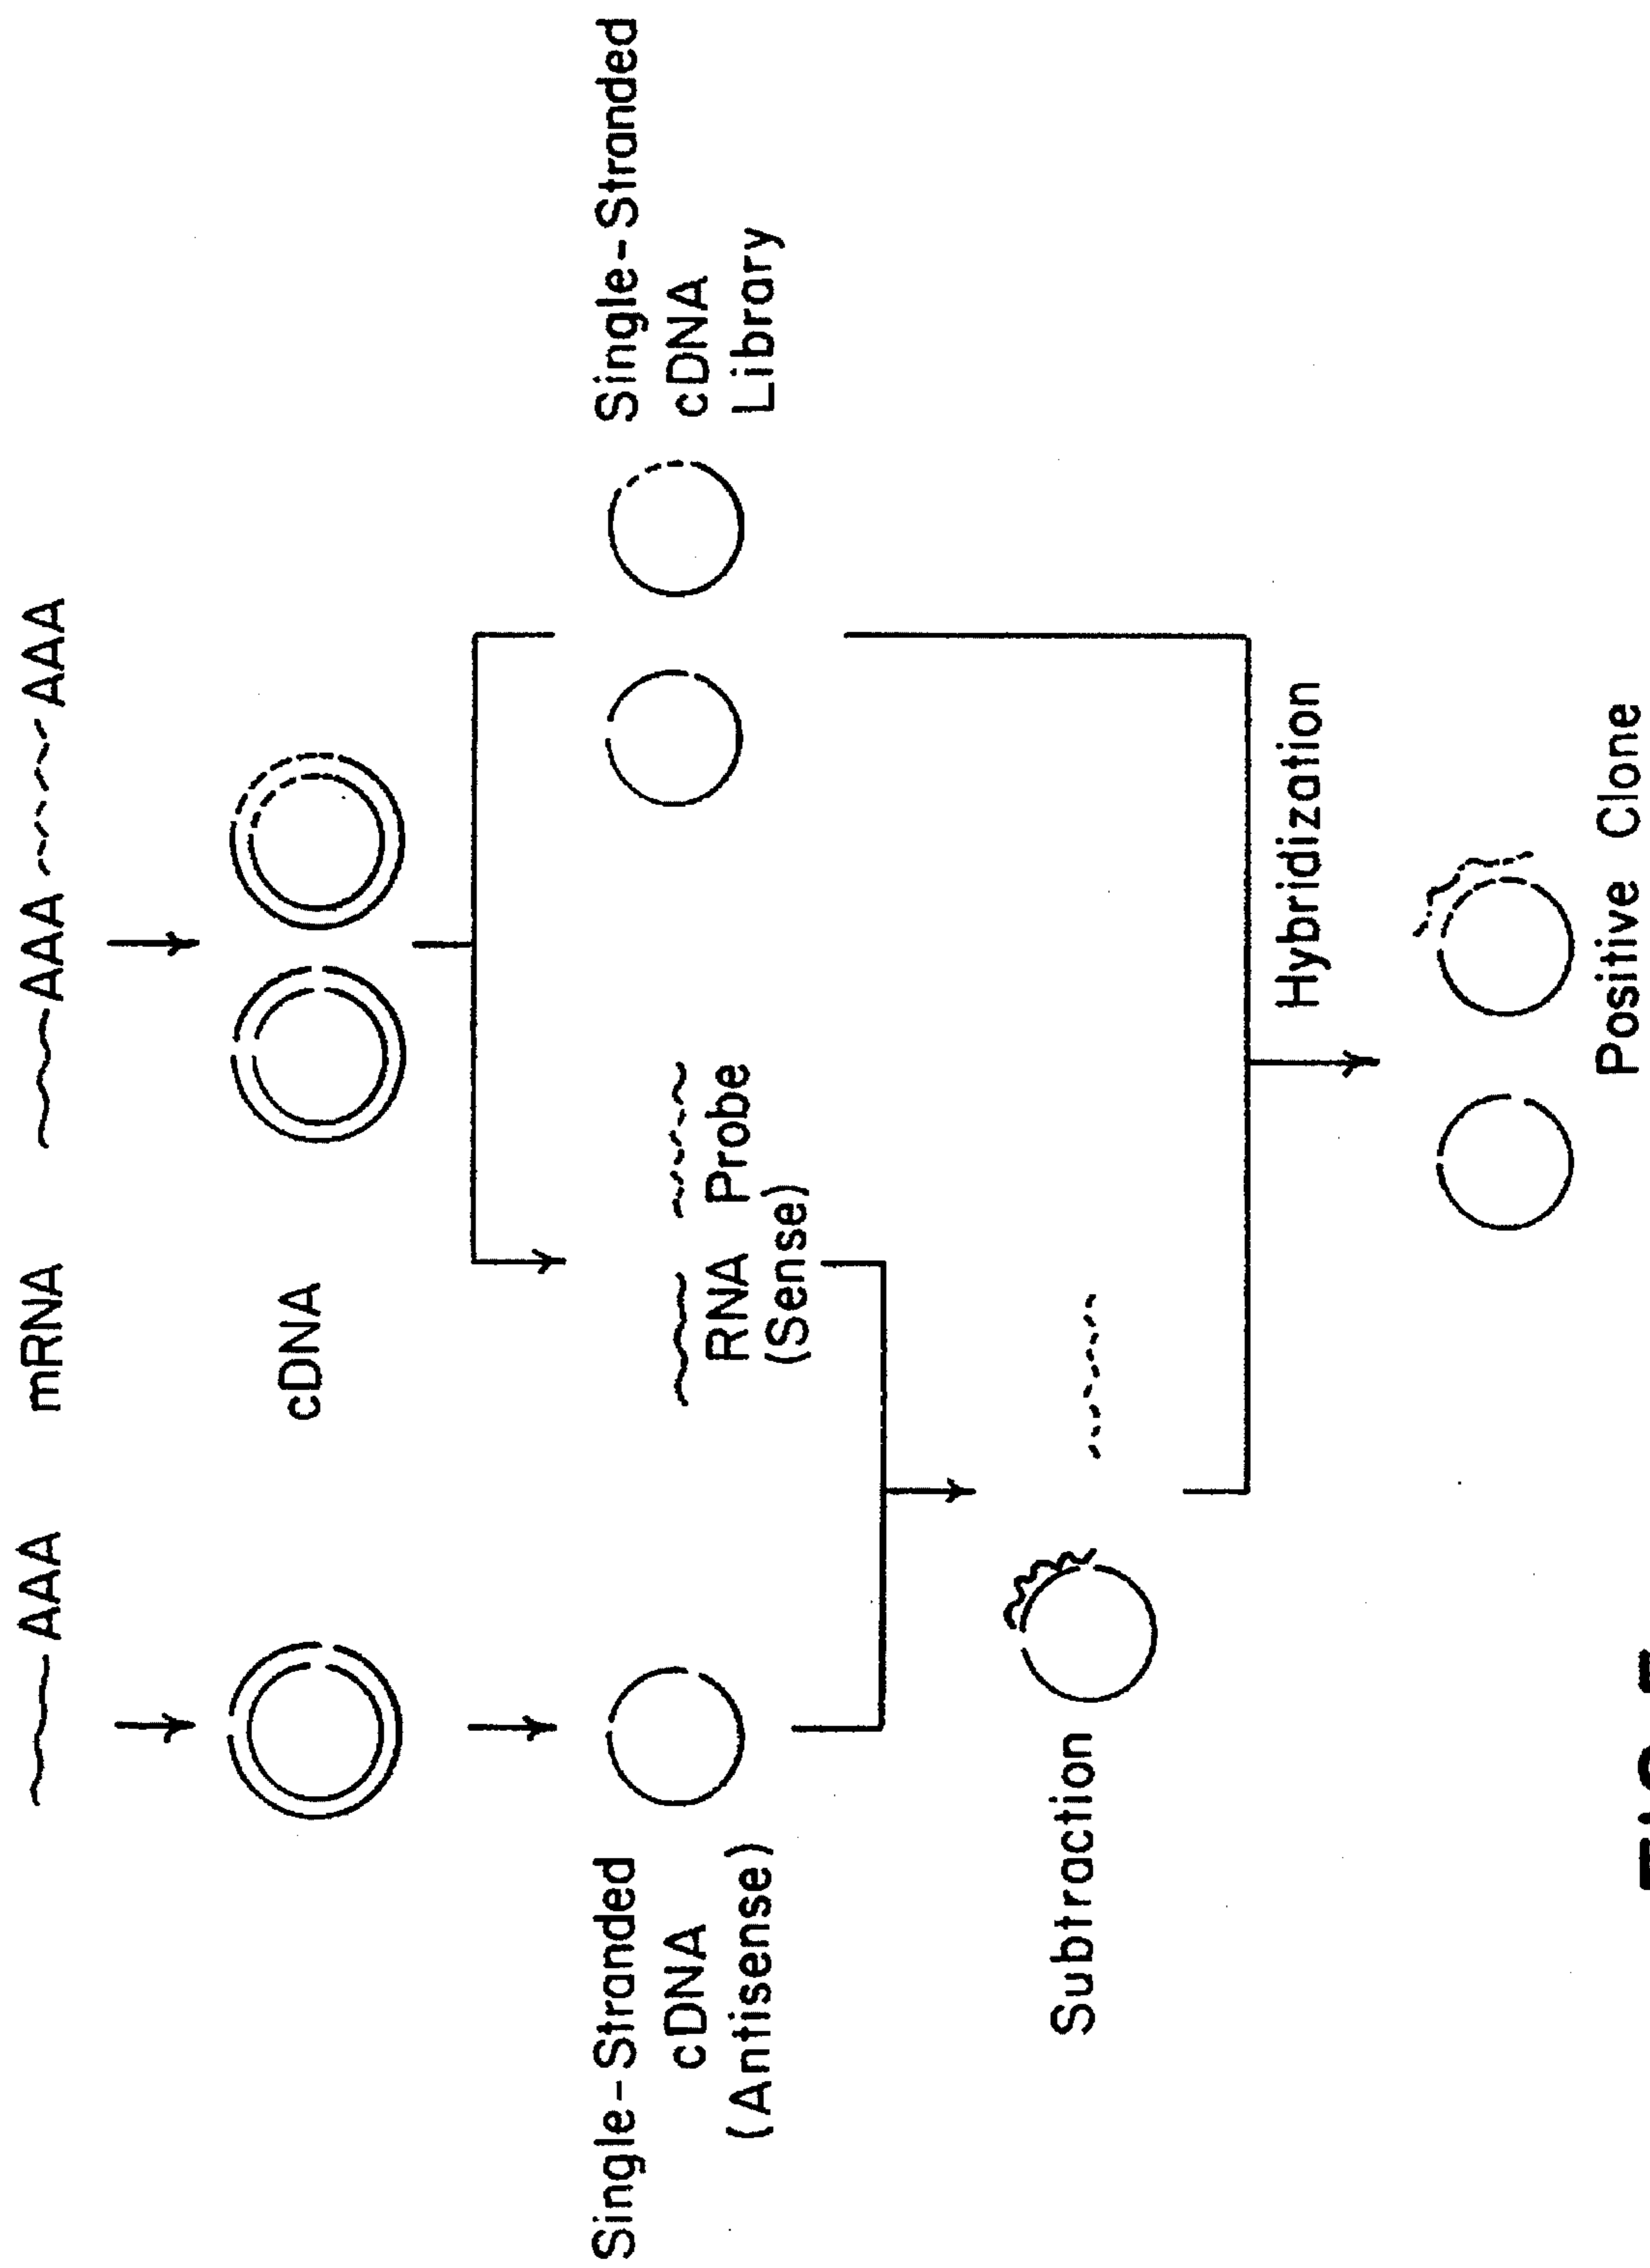 AAA
mRNA
AAA
AAA
cDNA
Single-Stranded
cDNA
(Antisense)
RNA Probe
(Sense)
Single-Stranded
cDNA
Library
Subtraction
Hybridization
Positive Clone